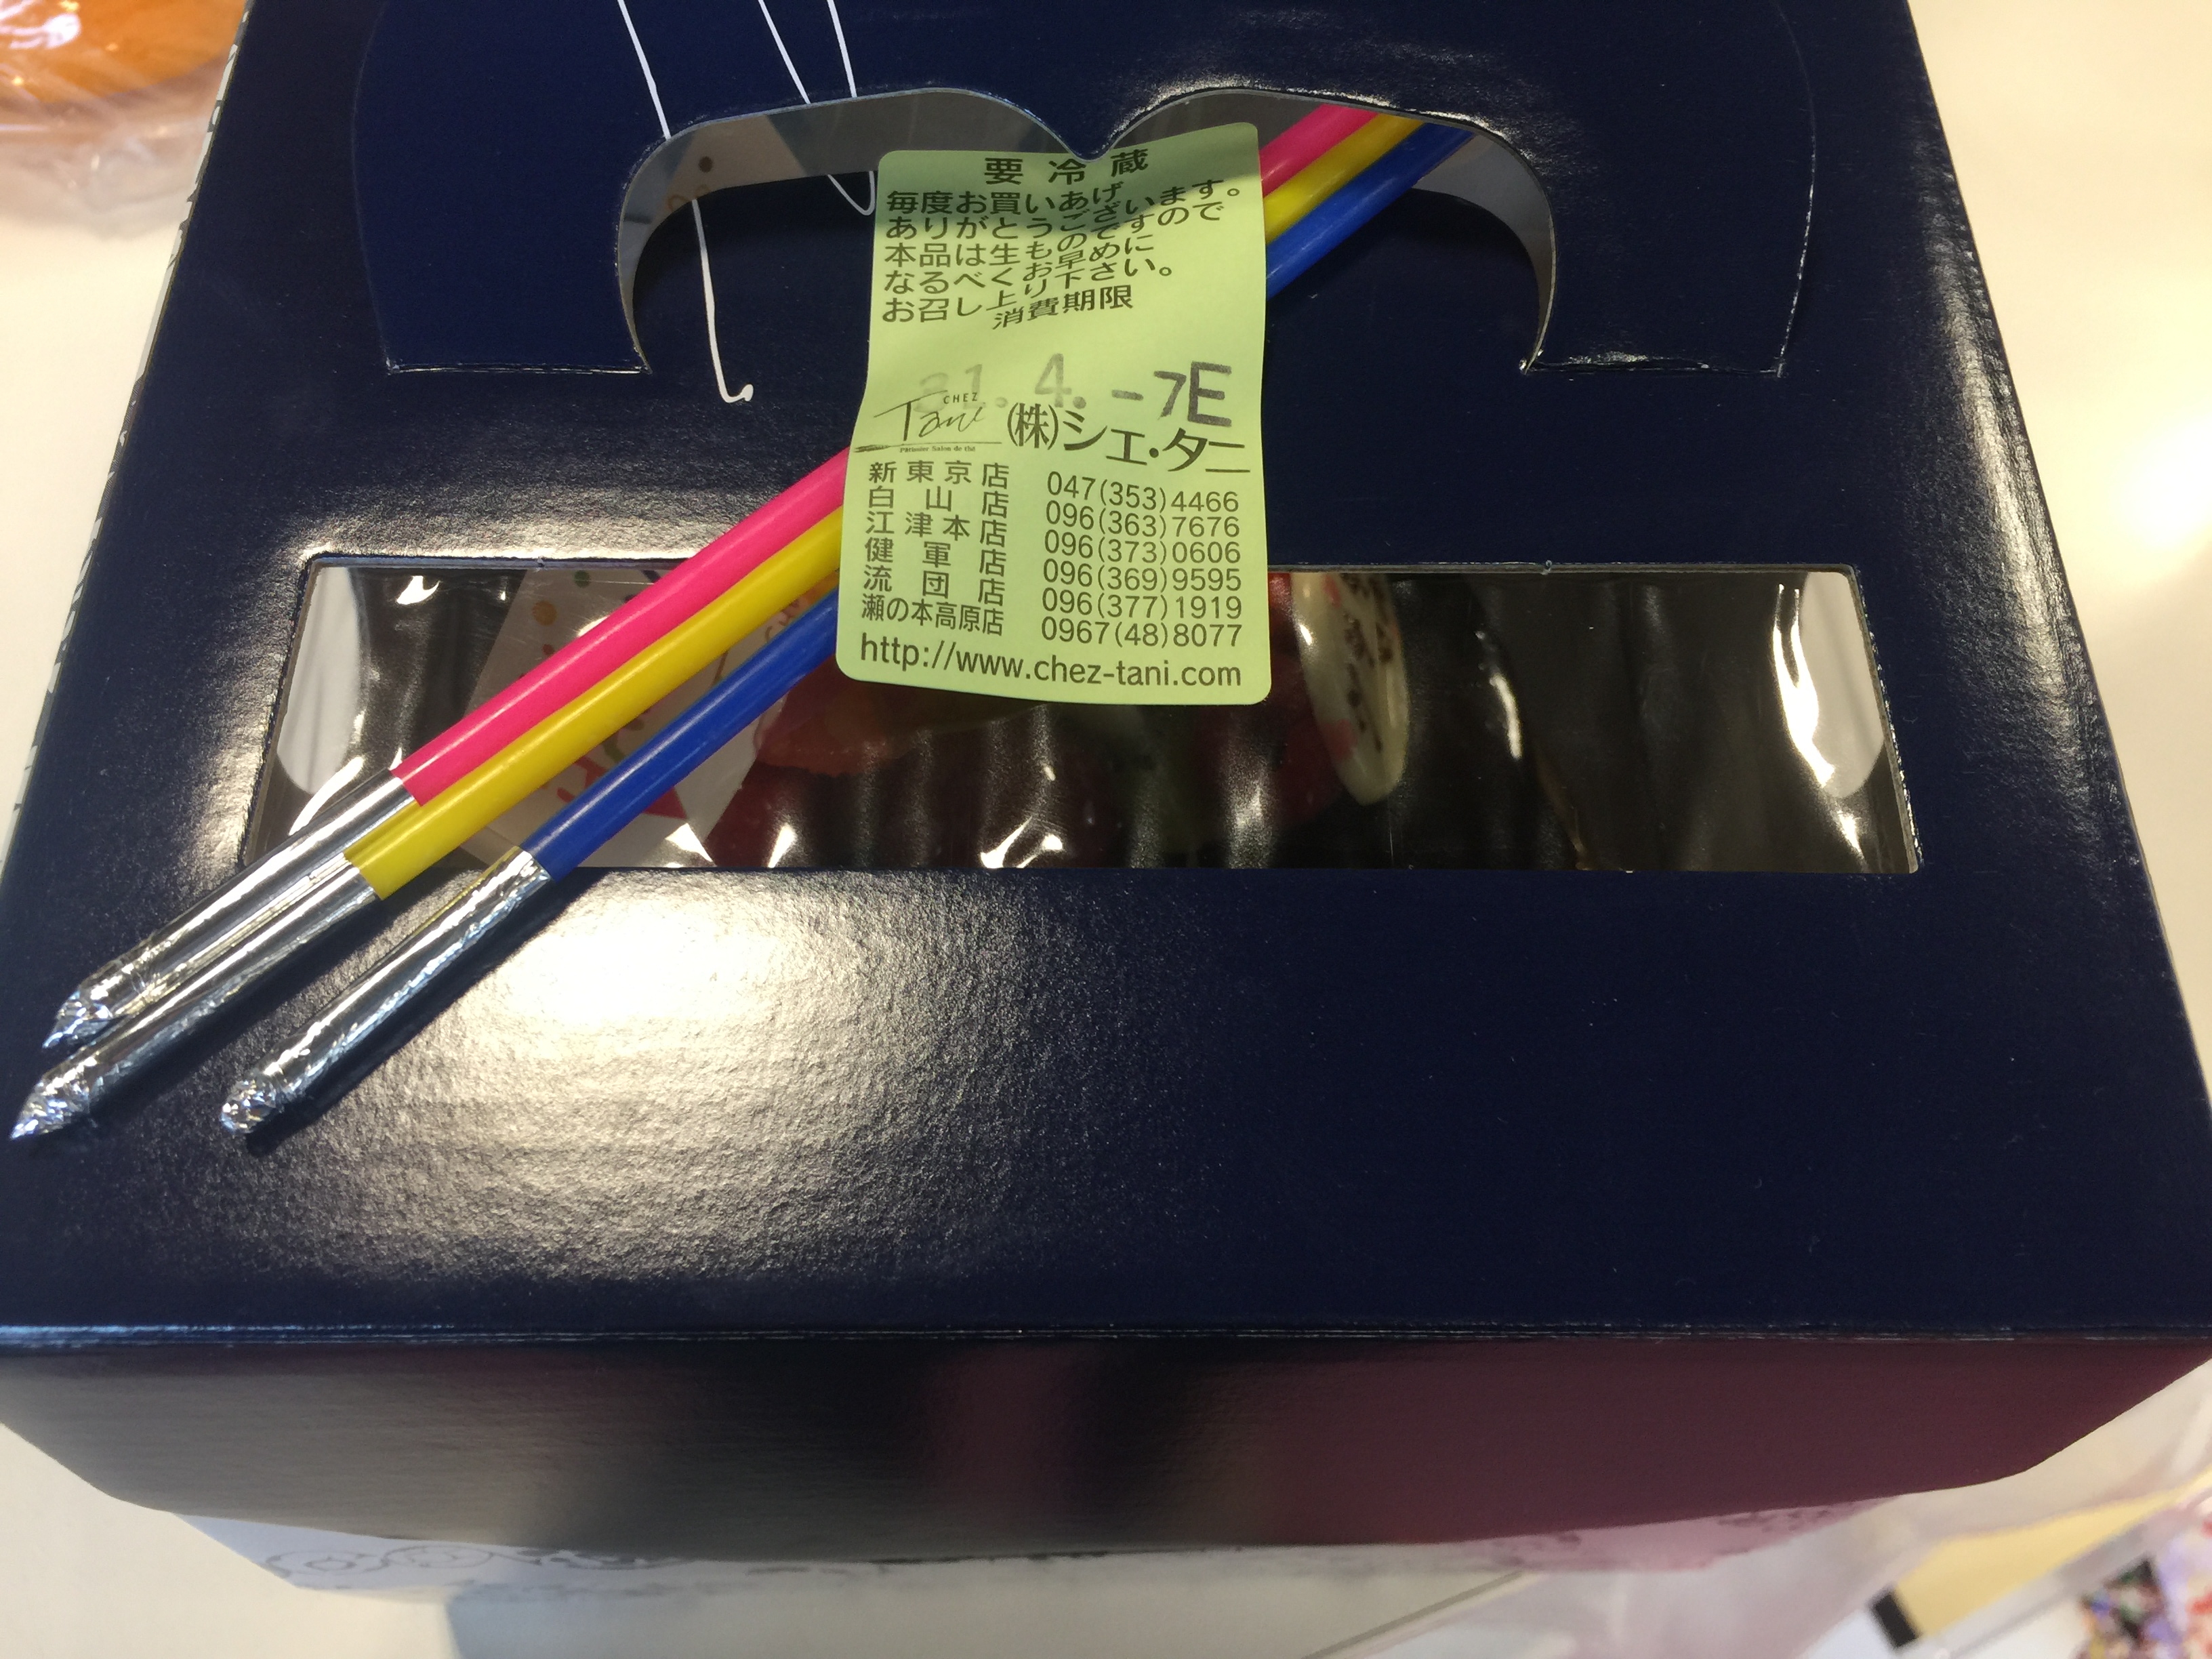 要冷蔵
毎度お買いあげ
ありがとうございます。
本品は生ものですので
なるべくお早めに
お召し上り下さい。
消費期限
31. 4. -7E
CHEZ
Tani
Pâtissier Salon de thé
㈱シェ・タニ
新東京店 047(353)4466
白山店 096(363)7676
江津本店 096(373)0606
健軍店 096(369)9595
流団店 096(377)1919
瀬の本高原店 0967(48)8077
http://www.chez-tani.com